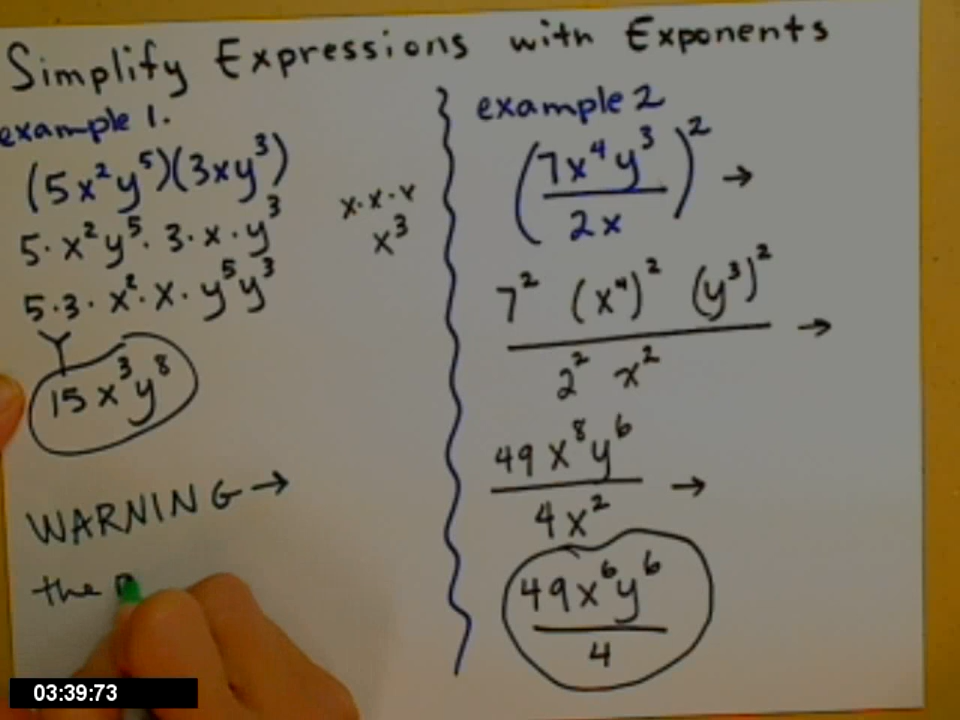 Simplify Expressions with Exponents
example 1.
(5x²y⁵)(3xy³)
5·x²y⁵·3·x·y³
5·3·x²·x·y⁵y³
15x³y⁸
x·x·x
x³
WARNING→
the
example 2
(7x⁴y³/2x)² →
7² (x⁴)² (y³)² →
2² x²
49x⁸y⁶ →
4x²
49x⁶y⁶
4
03:39:73